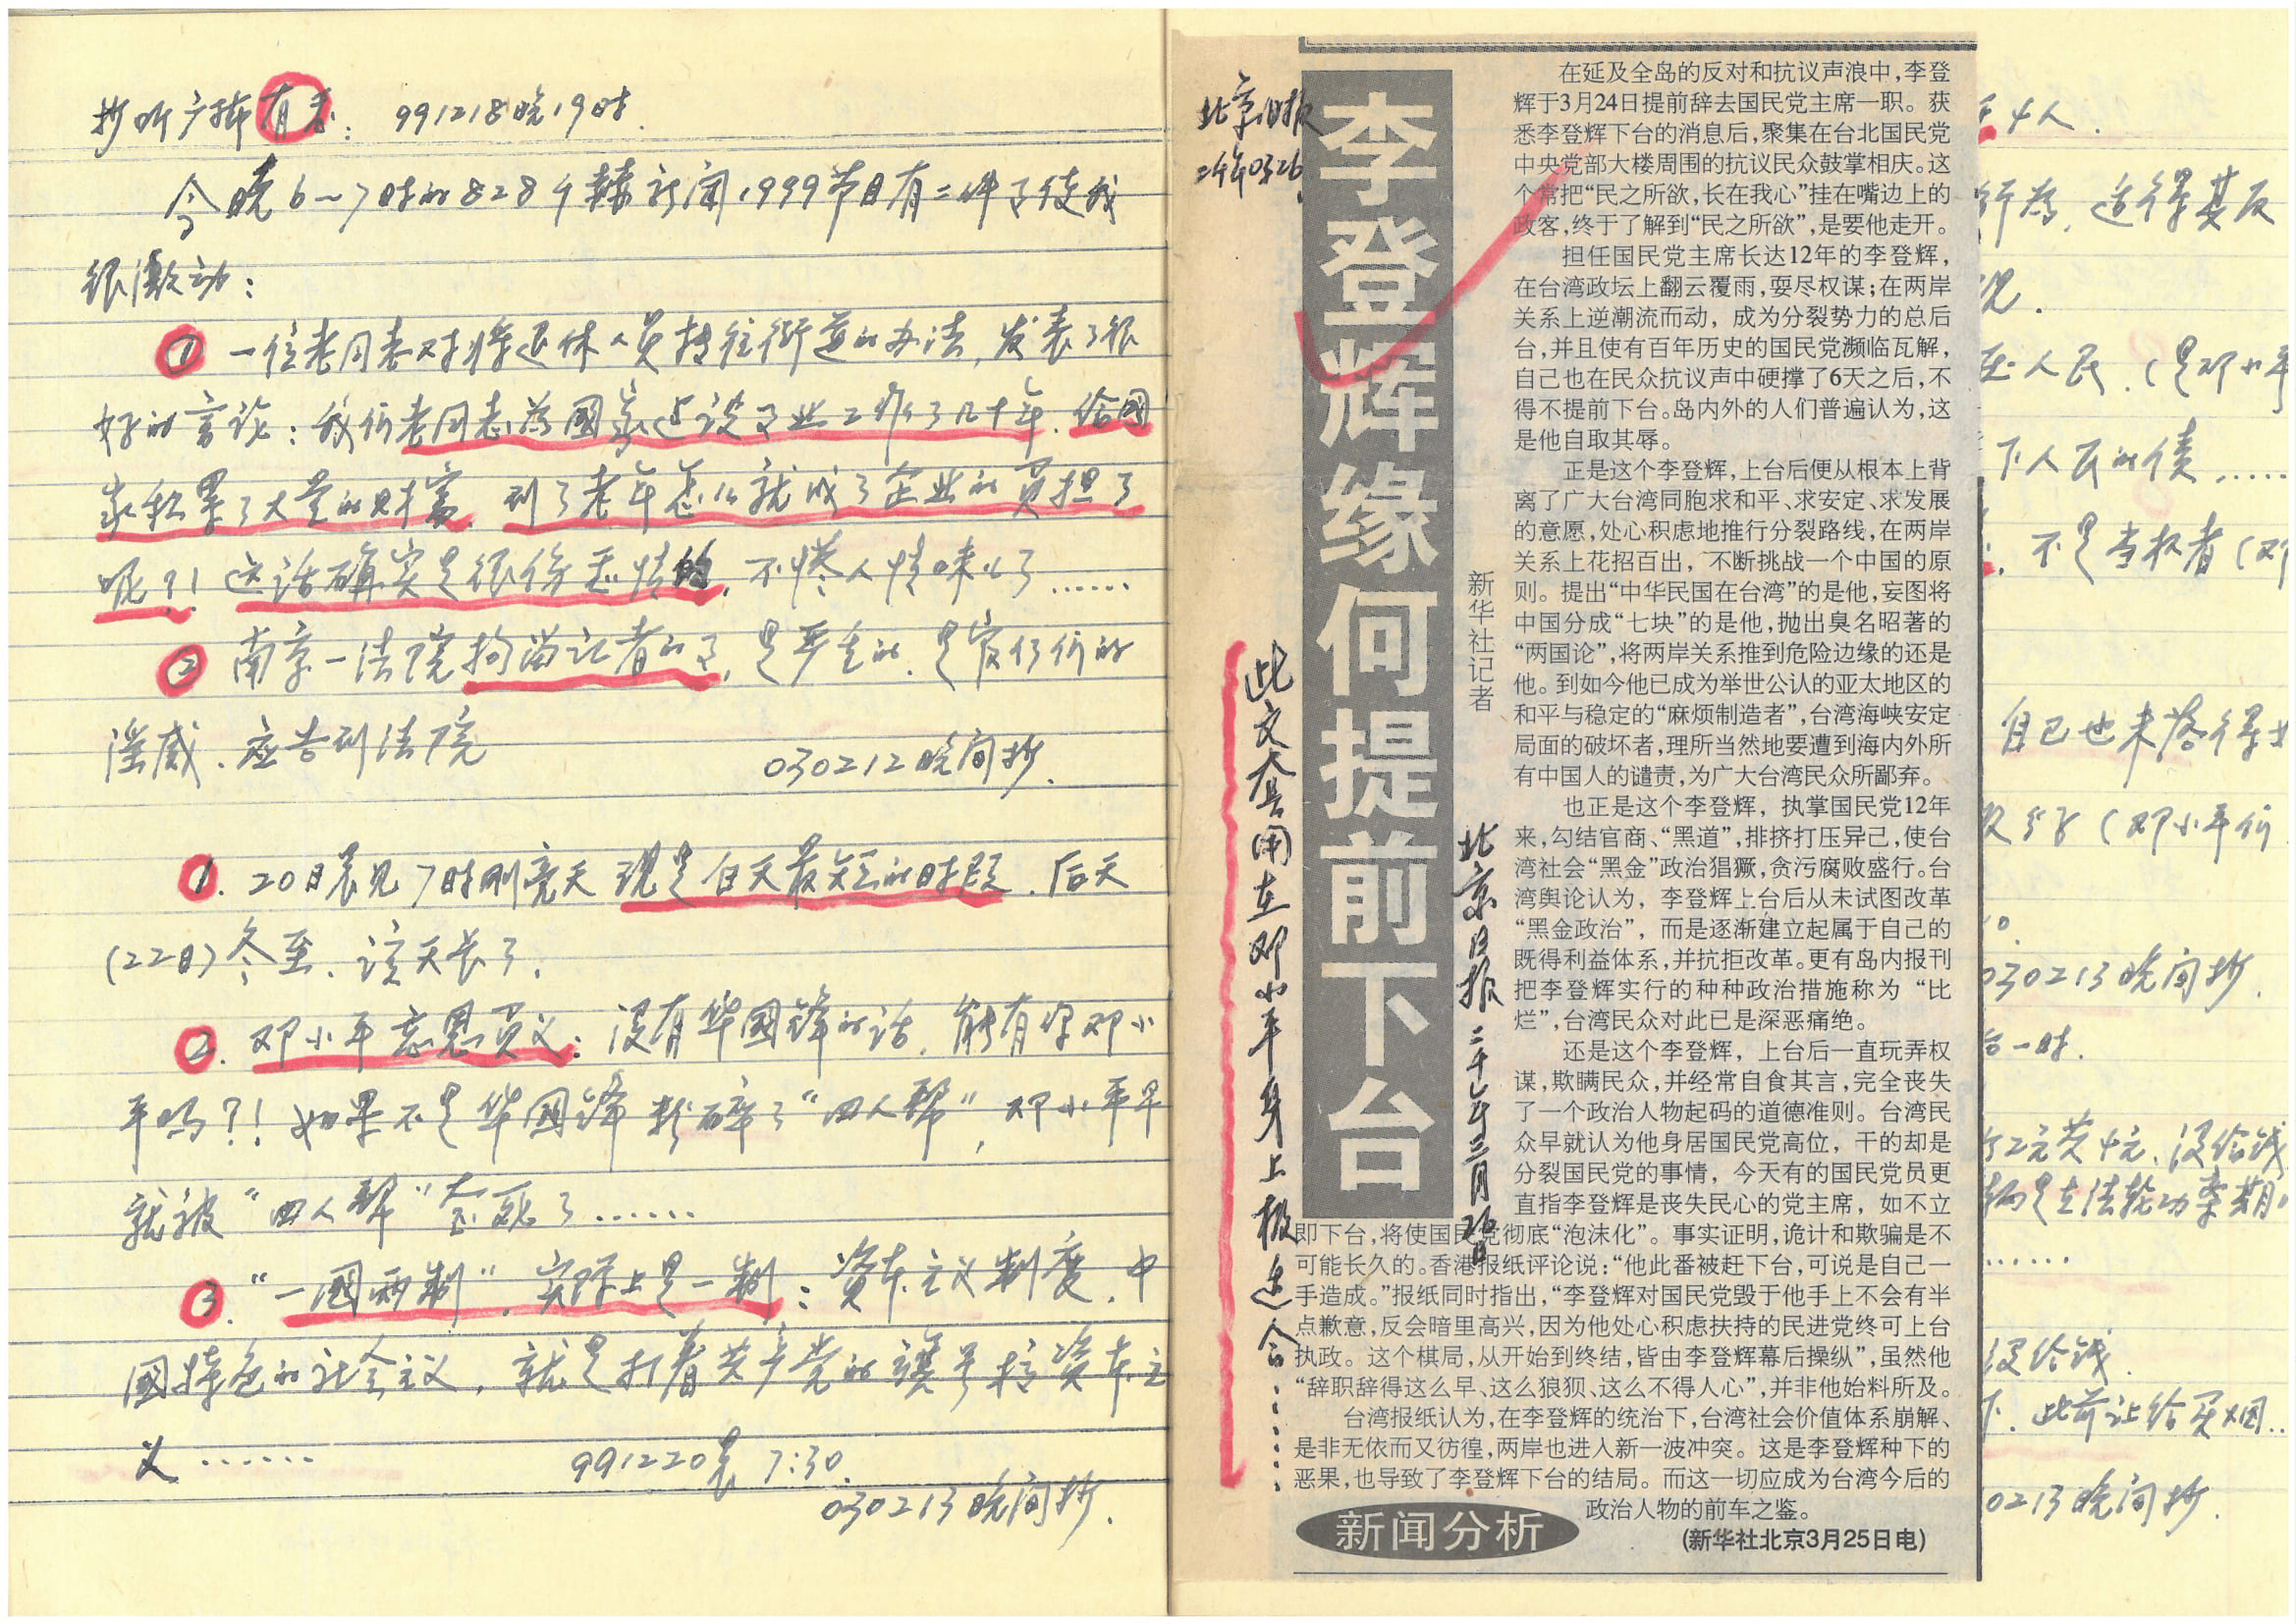 抄听广播有感: 991218晚19时.
今晚6～7时的828千赫新闻1999节目有二件事使我
很激动:
① 一位老同志对将退休人员转往街道的办法,发表了很
好的言论:我们老同志为国家建设事业工作了几十年.给国
家积累了大量的财富,到了老年怎么就成了企业的负担了
呢?! 这话确实是很伤感情的,不懂人情味儿了……
② 南京一法院拘留记者的事,是严重的.是官仃们的
淫威.应告到法院
030212晚间抄.
1. 20日晨见7时刚亮天 现是白天最短的时段.后天
(22日)冬至.该天长了.
2. 邓小平忘恩负义:没有华國锋的话,能有你邓小
平吗?! 如果不是华國锋粉碎了“四人帮”,邓小平早
就被“四人帮”整死了……
3. “一國两制”,实际上是一制:资本主义制度.中
國特色的社会主义,就是打着共产党的旗号搞资本主
义…… 991220晨7:30.
030213晚间抄.
北京日报
二千年0326
李登辉缘何提前下台
新华社记者
北京日报 二千年三月26日
此文套用在邓小平身上极适合……
在延及全岛的反对和抗议声浪中,李登
辉于3月24日提前辞去国民党主席一职。获
悉李登辉下台的消息后,聚集在台北国民党
中央党部大楼周围的抗议民众鼓掌相庆。这
个常把“民之所欲,长在我心”挂在嘴边上的
政客,终于了解到“民之所欲”,是要他走开。
担任国民党主席长达12年的李登辉,
在台湾政坛上翻云覆雨,耍尽权谋;在两岸
关系上逆潮流而动,成为分裂势力的总后
台,并且使有百年历史的国民党濒临瓦解,
自己也在民众抗议声中硬撑了6天之后,不
得不提前下台。岛内外的人们普遍认为,这
是他自取其辱。
正是这个李登辉,上台后便从根本上背
离了广大台湾同胞求和平、求安定、求发展
的意愿,处心积虑地推行分裂路线,在两岸
关系上花招百出,不断挑战一个中国的原
则。提出“中华民国在台湾”的是他,妄图将
中国分成“七块”的是他,抛出臭名昭著的
“两国论”,将两岸关系推到危险边缘的还是
他。到如今他已成为举世公认的亚太地区的
和平与稳定的“麻烦制造者”,台湾海峡安定
局面的破坏者,理所当然地要遭到海内外所
有中国人的谴责,为广大台湾民众所鄙弃。
也正是这个李登辉,执掌国民党12年
来,勾结官商、“黑道”,排挤打压异己,使台
湾社会“黑金”政治猖獗,贪污腐败盛行。台
湾舆论认为,李登辉上台后从未试图改革
“黑金政治”,而是逐渐建立起属于自己的
既得利益体系,并抗拒改革。更有岛内报刊
把李登辉实行的种种政治措施称为“比
烂”,台湾民众对此已是深恶痛绝。
还是这个李登辉,上台后一直玩弄权
谋,欺瞒民众,并经常自食其言,完全丧失
了一个政治人物起码的道德准则。台湾民
众早就认为他身居国民党高位,干的却是
分裂国民党的事情,今天有的国民党员更
直指李登辉是丧失民心的党主席,如不立
即下台,将使国民党彻底“泡沫化”。事实证明,诡计和欺骗是不
可能长久的。香港报纸评论说:“他此番被赶下台,可说是自己一
手造成。”报纸同时指出,“李登辉对国民党毁于他手上不会有半
点歉意,反会暗里高兴,因为他处心积虑扶持的民进党终可上台
执政。这个棋局,从开始到终结,皆由李登辉幕后操纵”,虽然他
“辞职辞得这么早、这么狼狈、这么不得人心”,并非他始料所及。
台湾报纸认为,在李登辉的统治下,台湾社会价值体系崩解、
是非无依而又彷徨,两岸也进入新一波冲突。这是李登辉种下的
恶果,也导致了李登辉下台的结局。而这一切应成为台湾今后的
政治人物的前车之鉴。
(新华社北京3月25日电)
新闻分析
4人.
行为,适得其反
况.
人民.(是邓小平
下人民的债……
不是当权者(邓
自己也未落得
(邓小平们
030213晚间抄.
一时.
没给钱
是在法轮功
……
没给钱.
此前让给买烟..
0213晚间抄.